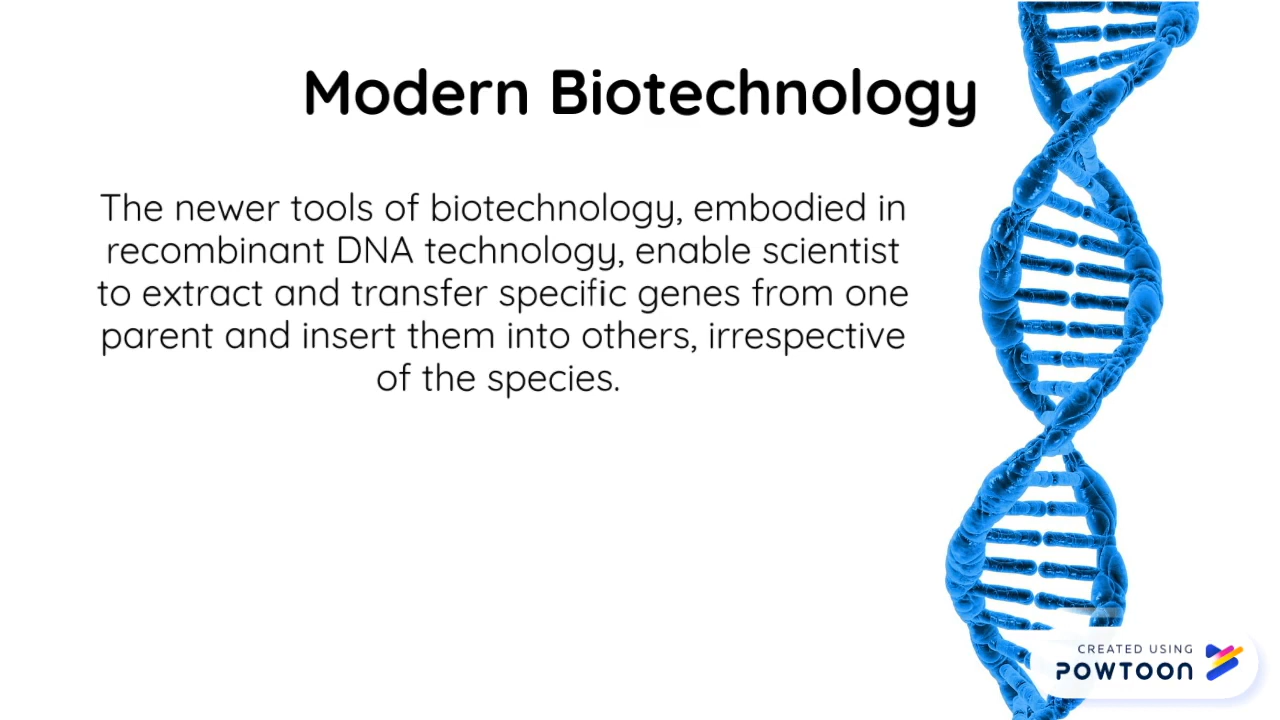 Modern Biotechnology
The newer tools of biotechnology, embodied in
recombinant DNA technology, enable scientist
to extract and transfer specific genes from one
parent and insert them into others, irrespective
of the species.
CREATED USING
POWTOON